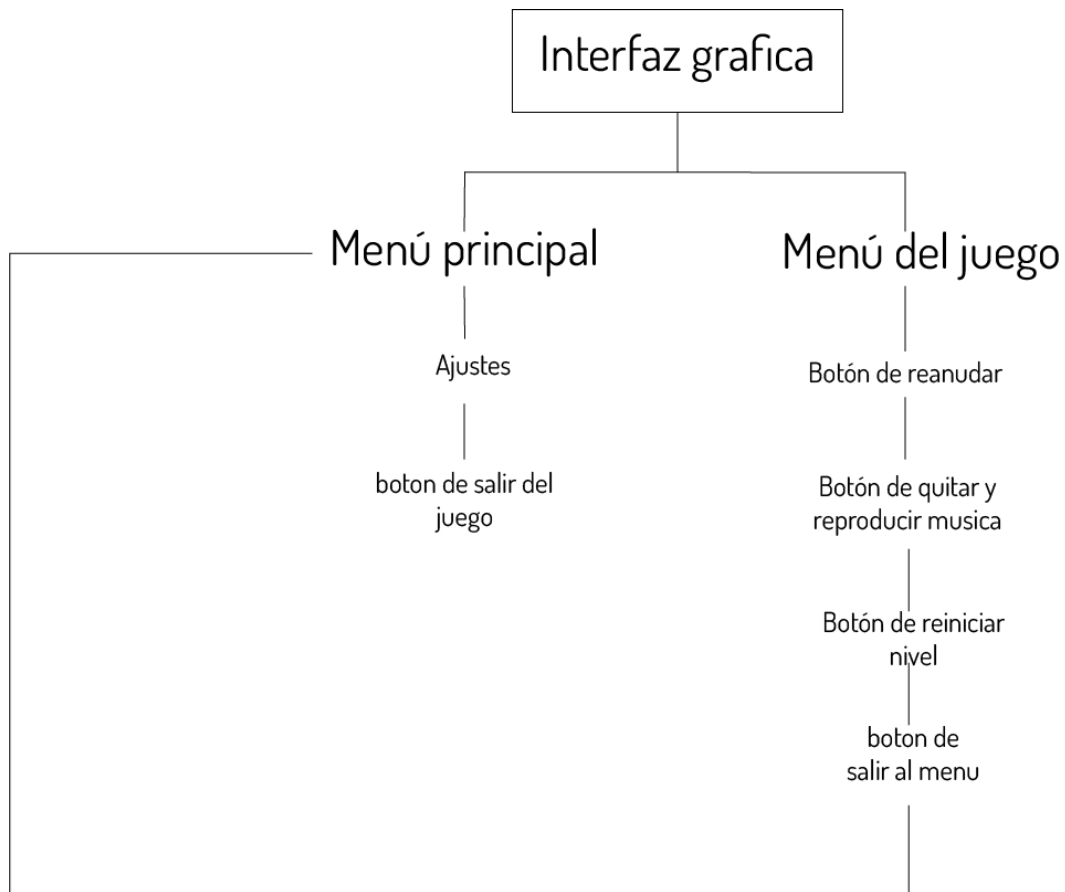 Interfaz grafica
Menú principal
Menú del juego
Ajustes
boton de salir del
juego
Botón de reanudar
Botón de quitar y
reproducir musica
Botón de reiniciar
nivel
boton de
salir al menu